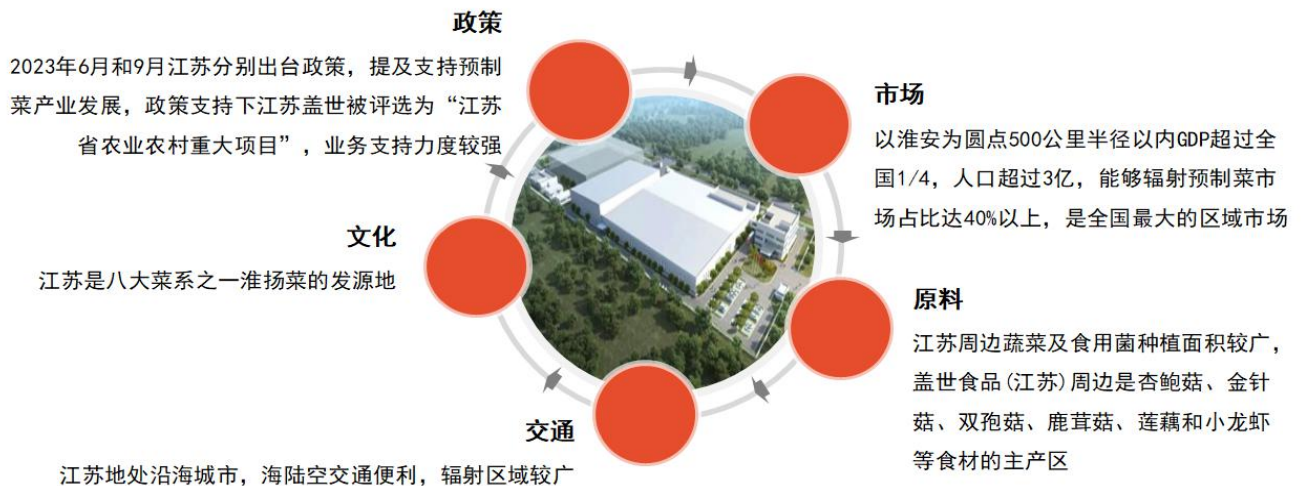 政策
2023年6月和9月江苏分别出台政策，提及支持预制
菜产业发展，政策支持下江苏盖世被评选为“江苏
省农业农村重大项目”，业务支持力度较强
市场
以淮安为圆点500公里半径以内GDP超过全
国1/4，人口超过3亿，能够辐射预制菜市
场占比达40%以上，是全国最大的区域市场
文化
江苏是八大菜系之一淮扬菜的发源地
原料
江苏周边蔬菜及食用菌种植面积较广，
盖世食品(江苏)周边是杏鲍菇、金针
菇、双孢菇、鹿茸菇、莲藕和小龙虾
等食材的主产区
交通
江苏地处沿海城市，海陆空交通便利，辐射区域较广